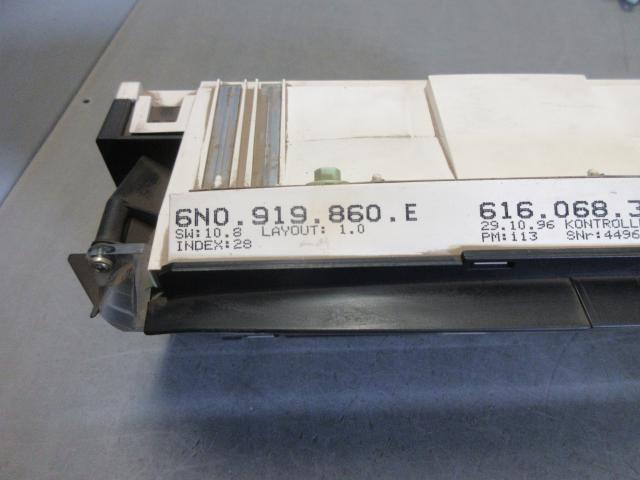 6N0.919.860.E
SW:10.8 LAYOUT: 1.0
INDEX:28
616.068.3
29.10.96 KONTROLL
PM:113 SNr:4496